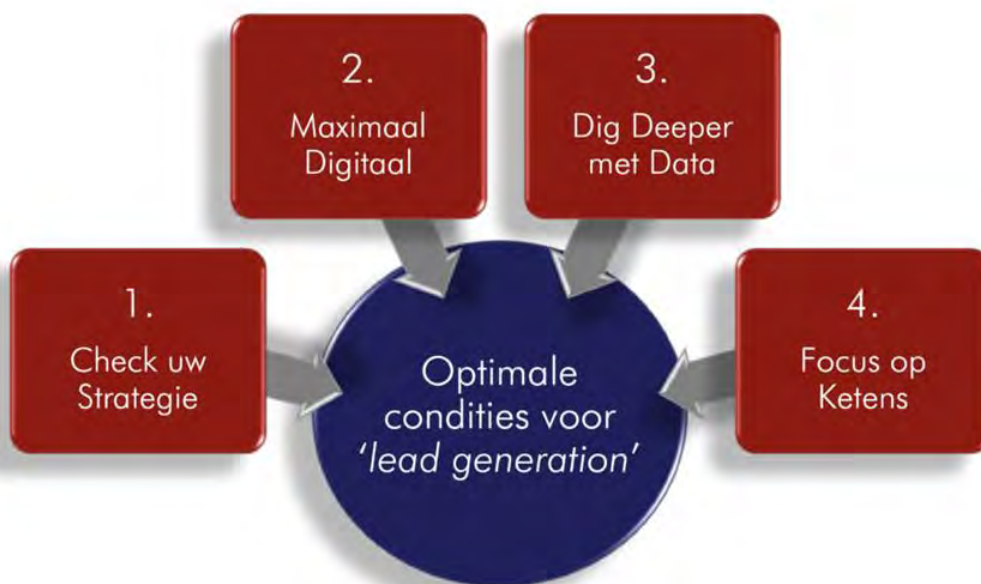 1.
Check uw
Strategie
2.
Maximaal
Digitaal
3.
Dig Deeper
met Data
4.
Focus op
Ketens
Optimale
condities voor
‘lead generation’